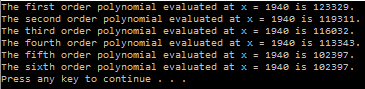 The first order polynomial evaluated at x = 1940 is 123329.
The second order polynomial evaluated at x = 1940 is 119311.
The third order polynomial evaluated at x = 1940 is 116032.
The fourth order polynomial evaluated at x = 1940 is 113343.
The fifth order polynomial evaluated at x = 1940 is 102397.
The sixth order polynomial evaluated at x = 1940 is 102397.
Press any key to continue . . .